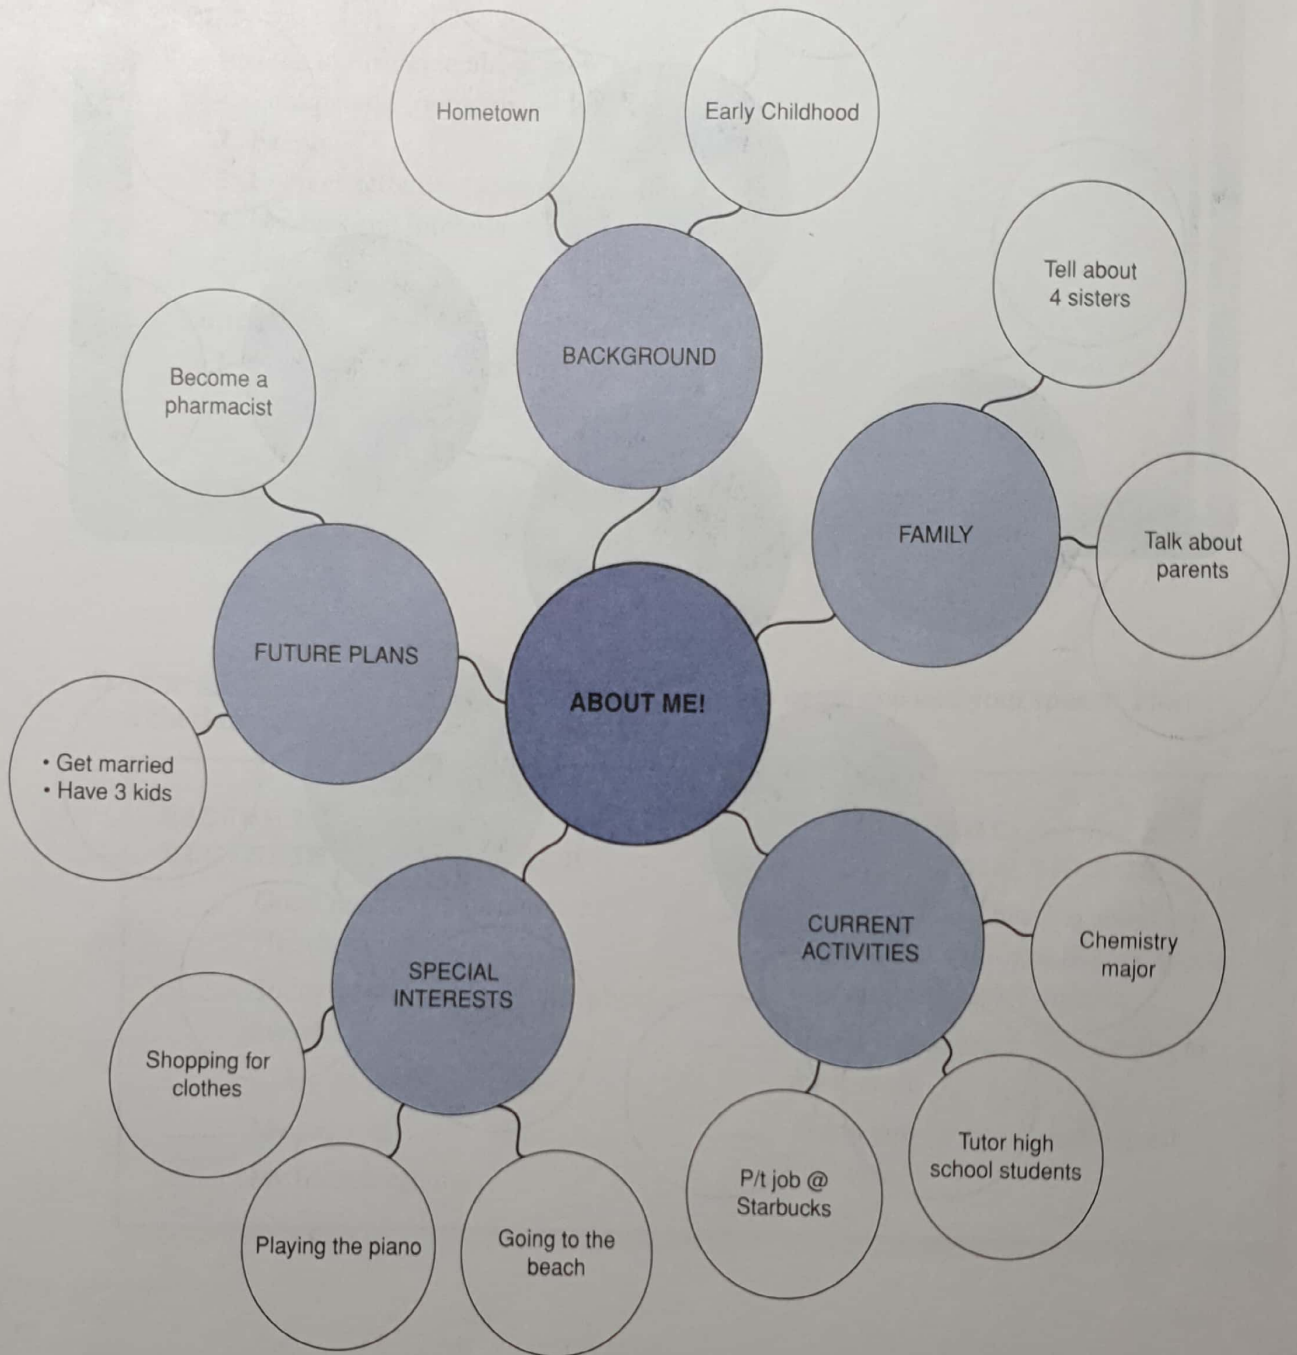 Hometown
Early Childhood
BACKGROUND
Tell about
4 sisters
FAMILY
Talk about
parents
Become a
pharmacist
FUTURE PLANS
• Get married
• Have 3 kids
ABOUT ME!
CURRENT
ACTIVITIES
Chemistry
major
Tutor high
school students
P/t job @
Starbucks
SPECIAL
INTERESTS
Shopping for
clothes
Playing the piano
Going to the
beach